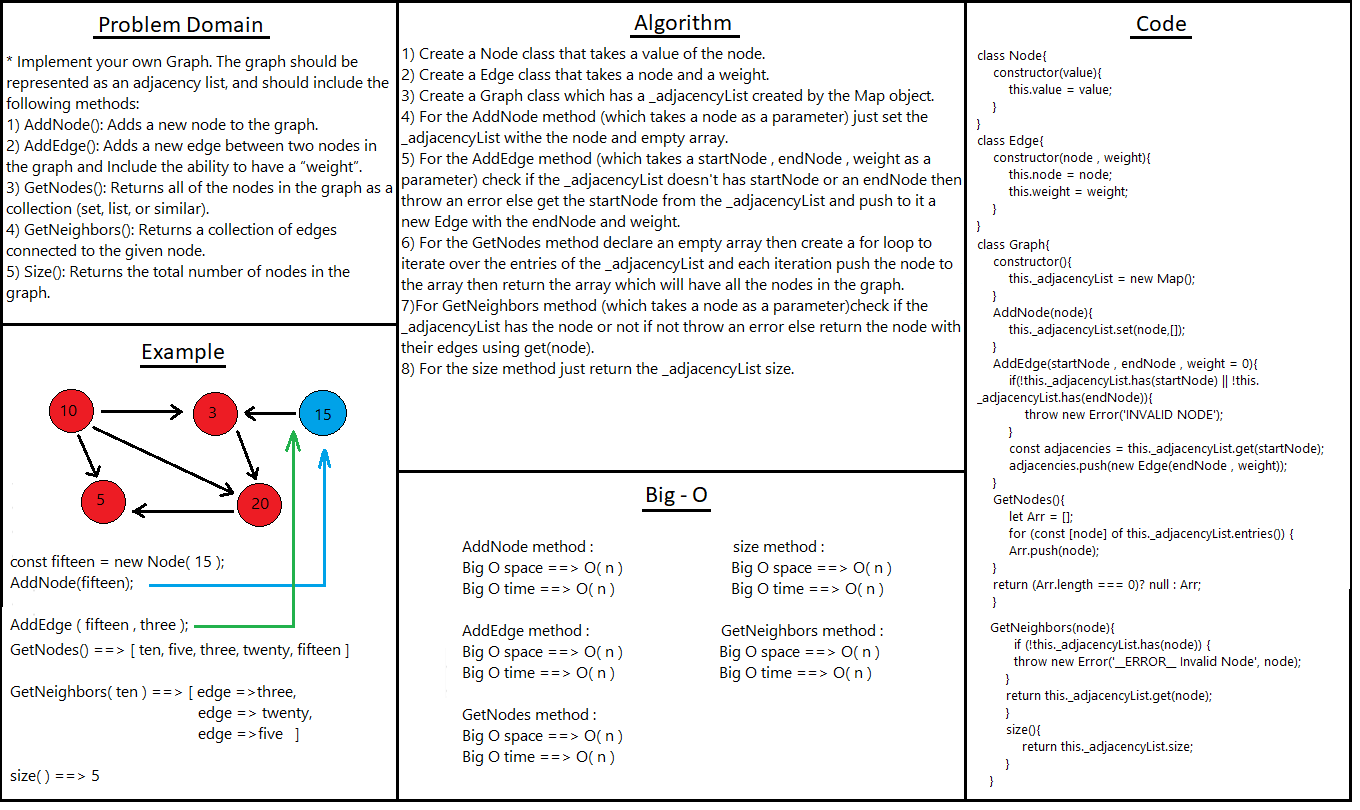 Problem Domain
* Implement your own Graph. The graph should be
represented as an adjacency list, and should include the
following methods:
1) AddNode(): Adds a new node to the graph.
2) AddEdge(): Adds a new edge between two nodes in
the graph and Include the ability to have a “weight”.
3) GetNodes(): Returns all of the nodes in the graph as a
collection (set, list, or similar).
4) GetNeighbors(): Returns a collection of edges
connected to the given node.
5) Size(): Returns the total number of nodes in the
graph.
Example
10
3
15
5
20
const fifteen = new Node( 15 );
AddNode(fifteen);
AddEdge ( fifteen , three );
GetNodes() ==> [ ten, five, three, twenty, fifteen ]
GetNeighbors( ten ) ==> [ edge =>three,
edge => twenty,
edge =>five ]
size( ) ==> 5
Algorithm
1) Create a Node class that takes a value of the node.
2) Create a Edge class that takes a node and a weight.
3) Create a Graph class which has a _adjacencyList created by the Map object.
4) For the AddNode method (which takes a node as a parameter) just set the
_adjacencyList withe the node and empty array.
5) For the AddEdge method (which takes a startNode , endNode , weight as a
parameter) check if the _adjacencyList doesn't has startNode or an endNode then
throw an error else get the startNode from the _adjacencyList and push to it a
new Edge with the endNode and weight.
6) For the GetNodes method declare an empty array then create a for loop to
iterate over the entries of the _adjacencyList and each iteration push the node to
the array then return the array which will have all the nodes in the graph.
7)For GetNeighbors method (which takes a node as a parameter)check if the
_adjacencyList has the node or not if not throw an error else return the node with
their edges using get(node).
8) For the size method just return the _adjacencyList size.
Big - O
AddNode method :
Big O space ==> O( n )
Big O time ==> O( n )
size method :
Big O space ==> O( n )
Big O time ==> O( n )
AddEdge method :
Big O space ==> O( n )
Big O time ==> O( n )
GetNeighbors method :
Big O space ==> O( n )
Big O time ==> O( n )
GetNodes method :
Big O space ==> O( n )
Big O time ==> O( n )
Code
class Node{
constructor(value){
this.value = value;
}
}
class Edge{
constructor(node , weight){
this.node = node;
this.weight = weight;
}
}
class Graph{
constructor(){
this._adjacencyList = new Map();
}
AddNode(node){
this._adjacencyList.set(node,[]);
}
AddEdge(startNode , endNode , weight = 0){
if(!this._adjacencyList.has(startNode) || !this.
_adjacencyList.has(endNode)){
throw new Error('INVALID NODE');
}
const adjacencies = this._adjacencyList.get(startNode);
adjacencies.push(new Edge(endNode , weight));
}
GetNodes(){
let Arr = [];
for (const [node] of this._adjacencyList.entries()) {
Arr.push(node);
}
return (Arr.length === 0)? null : Arr;
}
GetNeighbors(node){
if (!this._adjacencyList.has(node)) {
throw new Error('__ERROR__ Invalid Node', node);
}
return this._adjacencyList.get(node);
}
size(){
return this._adjacencyList.size;
}
}